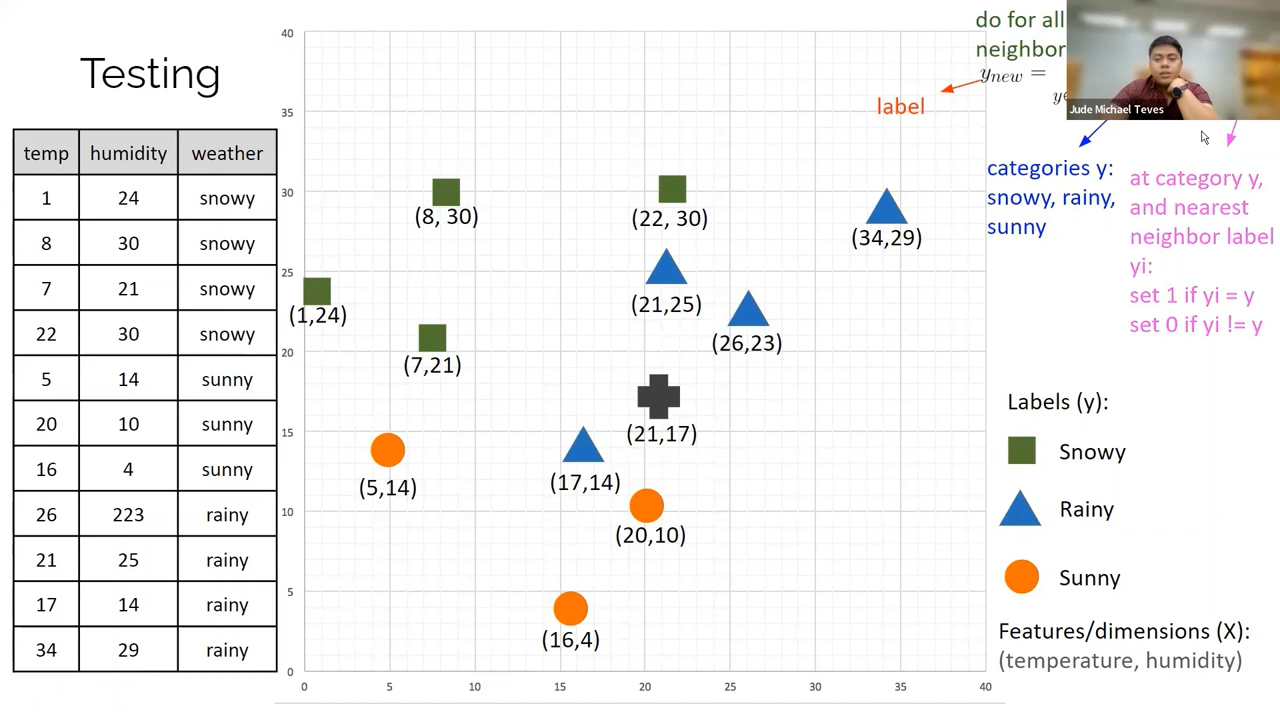 Testing
temp humidity weather
1 24 snowy
8 30 snowy
7 21 snowy
22 30 snowy
5 14 sunny
20 10 sunny
16 4 sunny
26 223 rainy
21 25 rainy
17 14 rainy
34 29 rainy
40
35
30
25
20
15
10
5
0
0 5 10 15 20 25 30 35 40
(8, 30)
(22, 30)
(34,29)
(1,24)
(21,25)
(26,23)
(7,21)
(21,17)
(5,14)
(17,14)
(20,10)
(16,4)
do for all
neighbor
ynew =
label
Jude Michael Teves
categories y:
snowy, rainy,
sunny
at category y,
and nearest
neighbor label
yi:
set 1 if yi = y
set 0 if yi != y
Labels (y):
Snowy
Rainy
Sunny
Features/dimensions (X):
(temperature, humidity)